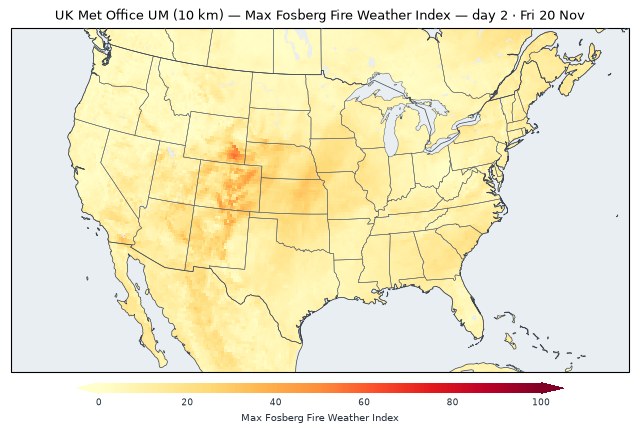 UK Met Office UM (10 km) — Max Fosberg Fire Weather Index — day 2 · Fri 20 Nov
0 20 40 60 80 100
Max Fosberg Fire Weather Index